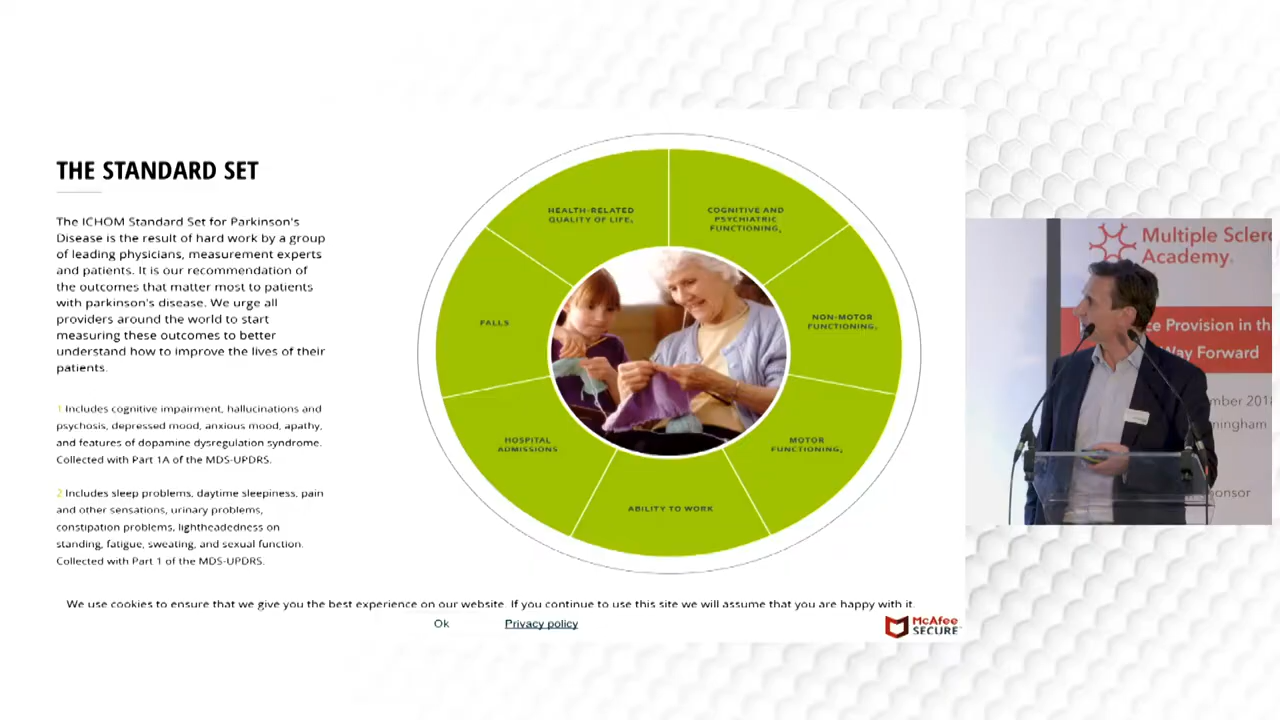 THE STANDARD SET
The ICHOM Standard Set for Parkinson's
Disease is the result of hard work by a group
of leading physicians, measurement experts
and patients. It is our recommendation of
the outcomes that matter most to patients
with parkinson's disease. We urge all
providers around the world to start
measuring these outcomes to better
understand how to improve the lives of their
patients.
1 Includes cognitive impairment, hallucinations and
psychosis, depressed mood, anxious mood, apathy,
and features of dopamine dysregulation syndrome.
Collected with Part 1A of the MDS-UPDRS.
2 Includes sleep problems, daytime sleepiness, pain
and other sensations, urinary problems,
constipation problems, lightheadedness on
standing, fatigue, sweating, and sexual function.
Collected with Part 1 of the MDS-UPDRS.
HEALTH-RELATED
QUALITY OF LIFE
COGNITIVE AND
PSYCHIATRIC
FUNCTIONING
NON-MOTOR
FUNCTIONING
MOTOR
FUNCTIONING
ABILITY TO WORK
HOSPITAL
ADMISSIONS
FALLS
We use cookies to ensure that we give you the best experience on our website. If you continue to use this site we will assume that you are happy with it.
Ok
Privacy policy
McAfee
SECURE
Multiple Scler
Academy
ce Provision in th
Way Forward
mber 2018
ningham
onsor